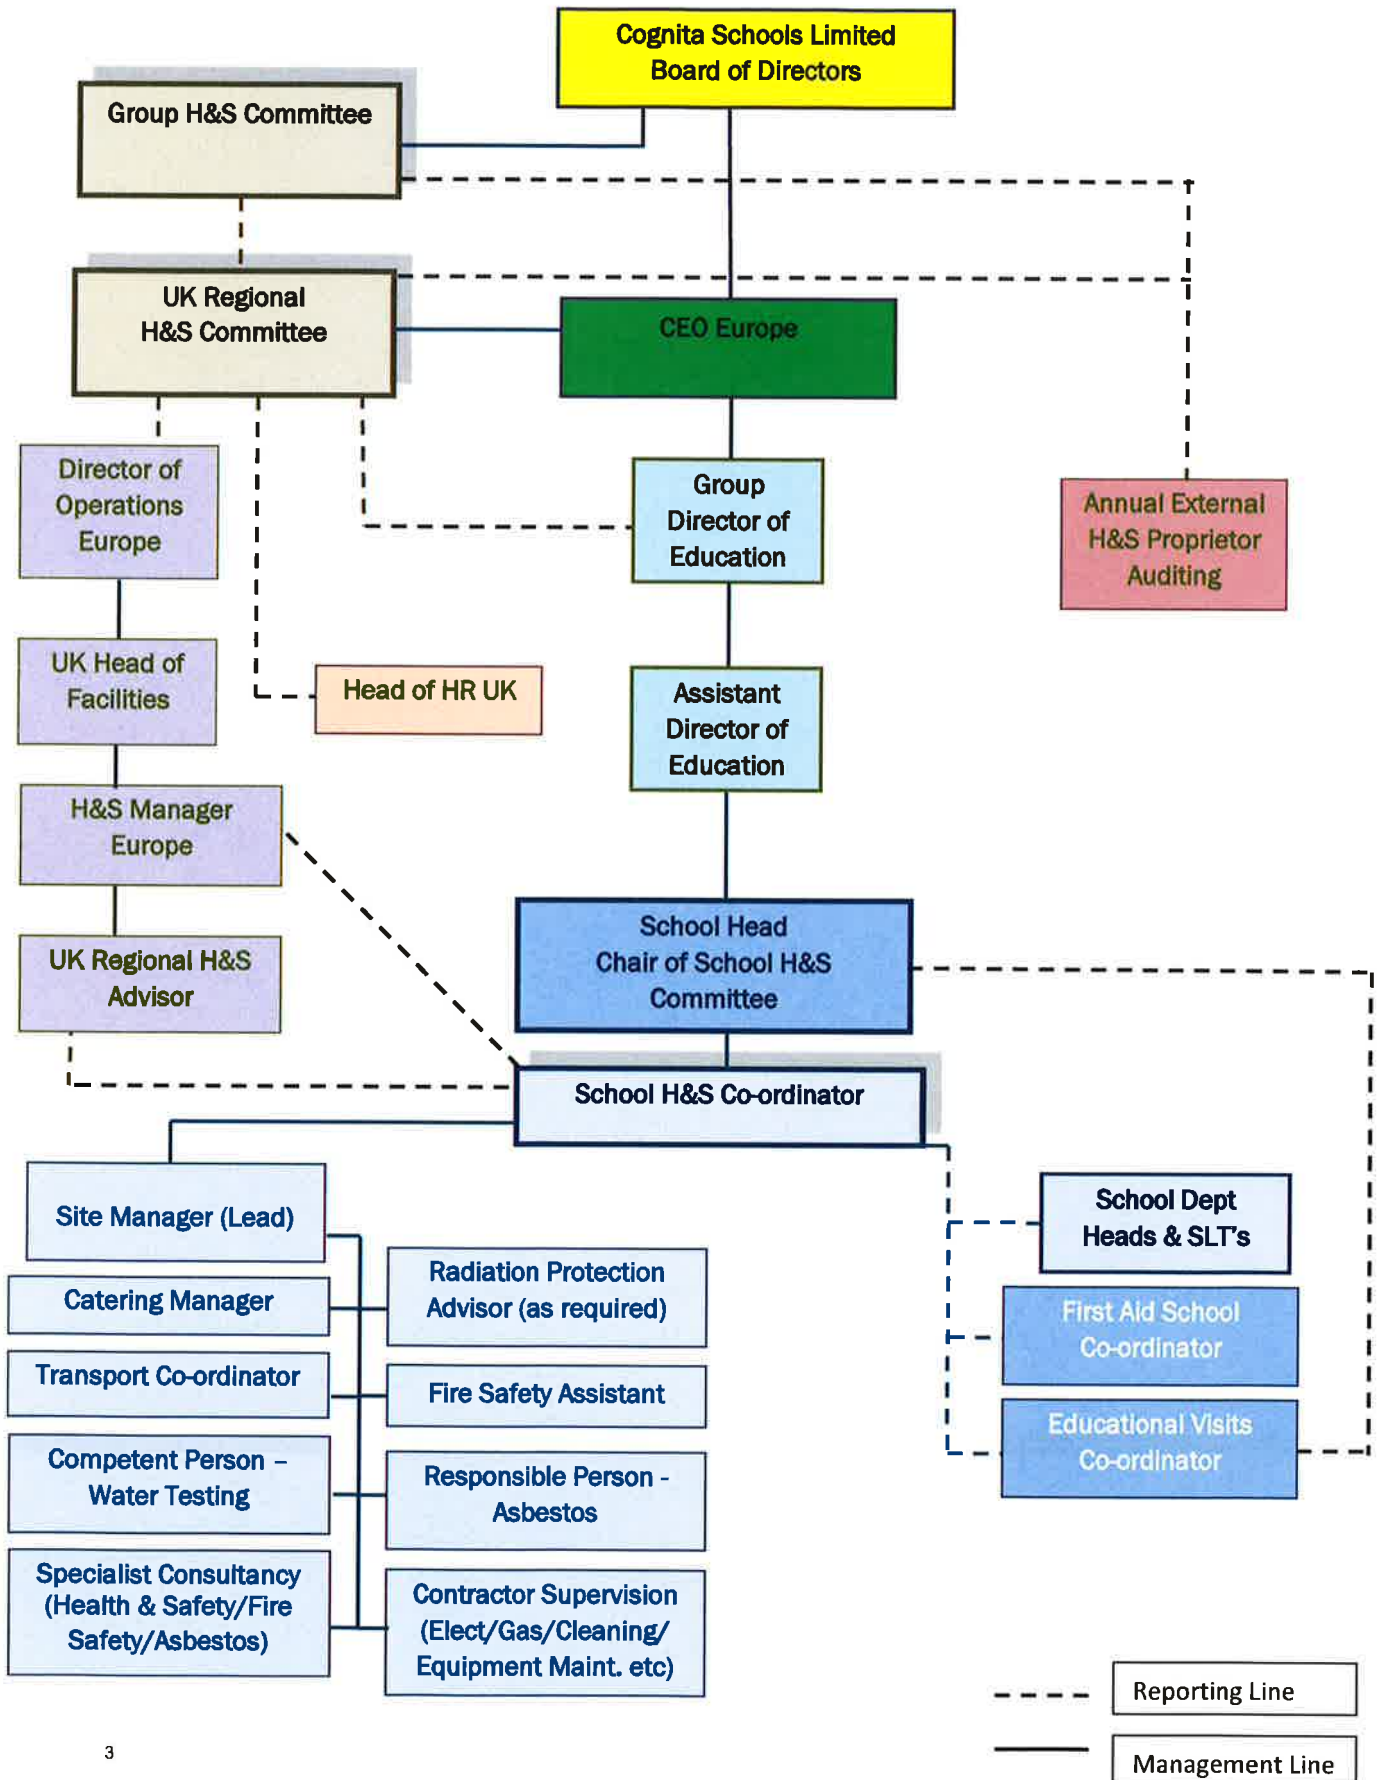 Cognita Schools Limited
Board of Directors
Group H&S Committee
UK Regional
H&S Committee
CEO Europe
Director of
Operations
Europe
Group
Director of
Education
Annual External
H&S Proprietor
Auditing
UK Head of
Facilities
Head of HR UK
Assistant
Director of
Education
H&S Manager
Europe
School Head
Chair of School H&S
Committee
UK Regional H&S
Advisor
School H&S Co-ordinator
Site Manager (Lead)
School Dept
Heads & SLT's
Radiation Protection
Advisor (as required)
Catering Manager
First Aid School
Co-ordinator
Transport Co-ordinator
Fire Safety Assistant
Educational Visits
Co-ordinator
Competent Person –
Water Testing
Responsible Person -
Asbestos
Specialist Consultancy
(Health & Safety/Fire
Safety/Asbestos)
Contractor Supervision
(Elect/Gas/Cleaning/
Equipment Maint. etc)
Reporting Line
Management Line
3